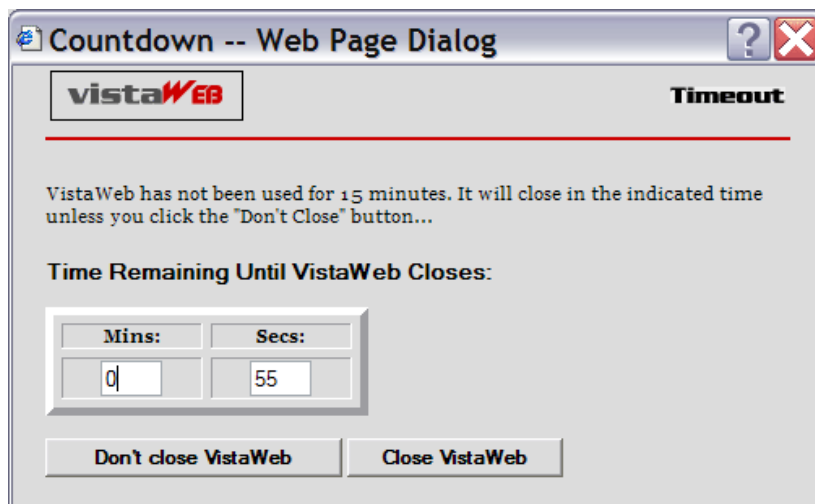 Countdown -- Web Page Dialog
vistaWEB
Timeout
VistaWeb has not been used for 15 minutes. It will close in the indicated time
unless you click the "Don't Close" button...
Time Remaining Until VistaWeb Closes:
Mins: Secs:
0 55
Don't close VistaWeb Close VistaWeb